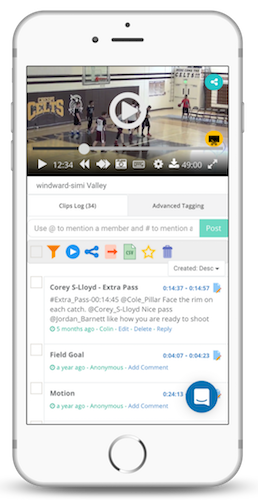 CELTS
12:34
49:00
windward-simi Valley
Clips Log (34)
Advanced Tagging
Use @ to mention a member and # to mention a
Post
CSV
Created: Desc
Corey S-Lloyd - Extra Pass
0:14:37 - 0:14:57
#Extra_Pass-00:14:45 @Cole_Pillar Face the rim on
each catch. @Corey_S-Lloyd Nice pass
@Jordan_Barnett like how you are ready to shoot
5 months ago - Colin - Edit - Delete - Reply
Field Goal
0:04:07 - 0:04:23
a year ago - Anonymous - Add Comment
Motion
0:24:13
a year ago - Anonymous - Add Comment